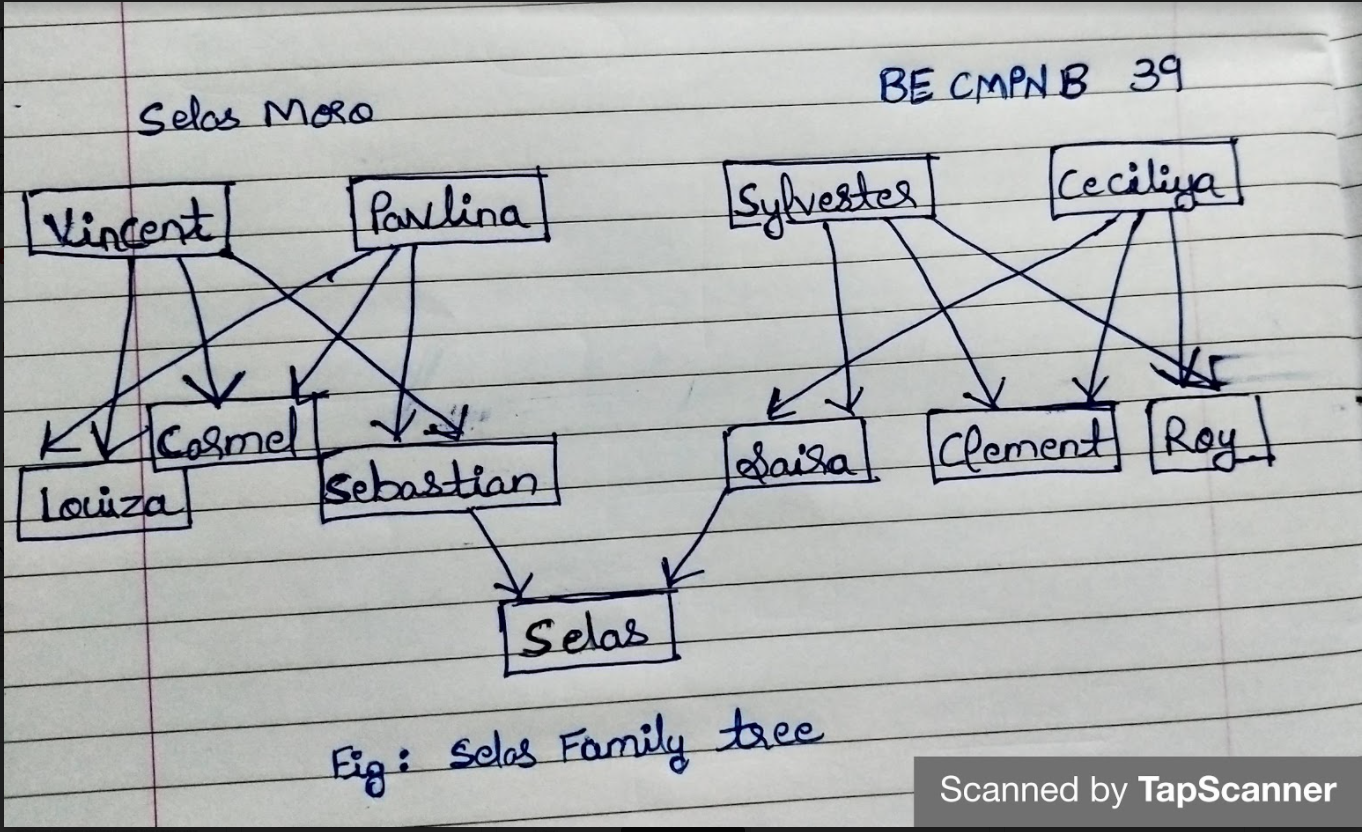 BE CMPN B 39
Selas Moro
Vincent Paulina Sylvester Ceciliya
Carmel Sebastian Saira Clement Roy
Louiza
Selas
Fig: Selas Family tree
Scanned by TapScanner